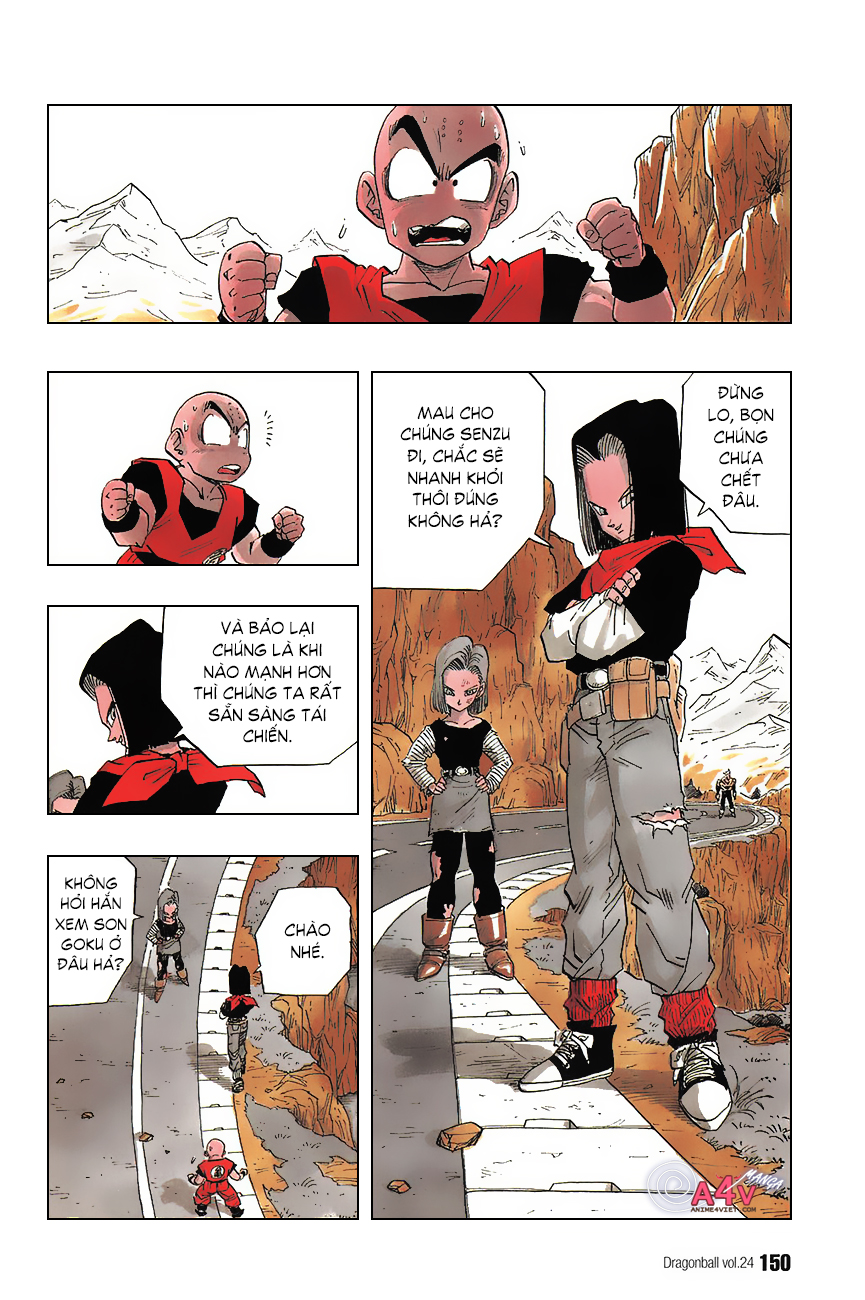 ĐỪNG
LO, BỌN
CHÚNG
CHƯA
CHẾT
ĐÂU.
MAU CHO
CHÚNG SENZU
ĐI, CHẮC SẼ
NHANH KHỎI
THÔI ĐÚNG
KHÔNG HẢ?
VÀ BẢO LẠI
CHÚNG LÀ KHI
NÀO MẠNH HƠN
THÌ CHÚNG TA RẤT
SẴN SÀNG TÁI
CHIẾN.
CHÀO
NHÉ.
KHÔNG
HỎI HẮN
XEM SON
GOKU Ở
ĐÂU HẢ?
A4V MANGA
ANIME4VIET.COM
Dragonball vol.24 150